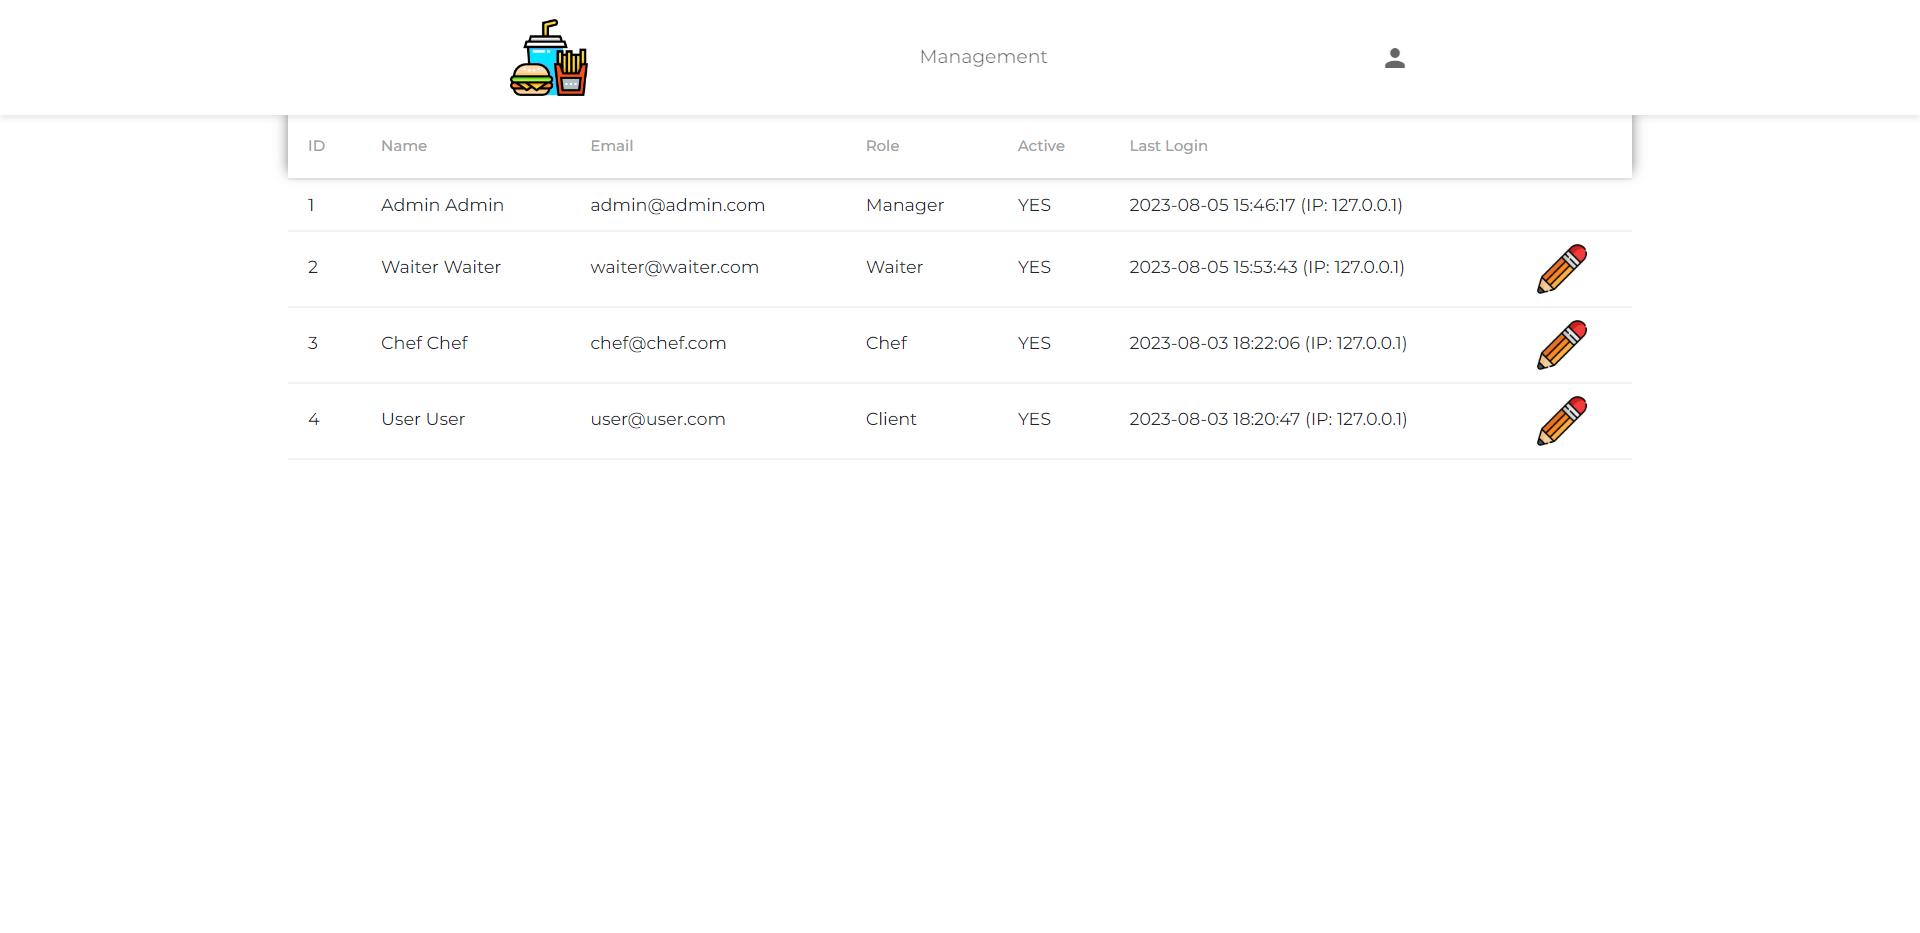 Management
ID Name Email Role Active Last Login
1 Admin Admin admin@admin.com Manager YES 2023-08-05 15:46:17 (IP: 127.0.0.1)
2 Waiter Waiter waiter@waiter.com Waiter YES 2023-08-05 15:53:43 (IP: 127.0.0.1)
3 Chef Chef chef@chef.com Chef YES 2023-08-03 18:22:06 (IP: 127.0.0.1)
4 User User user@user.com Client YES 2023-08-03 18:20:47 (IP: 127.0.0.1)